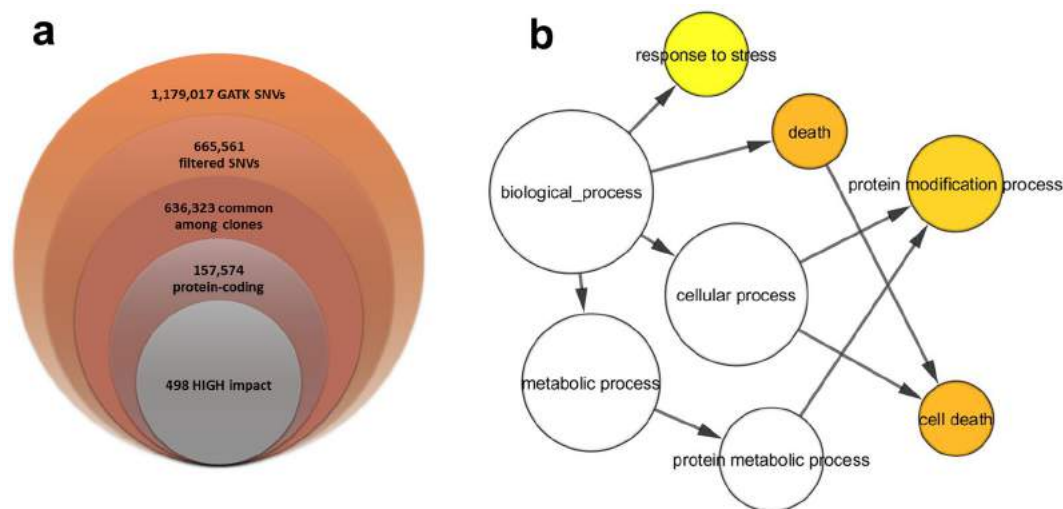 a
1,179,017 GATK SNVs
665,561
filtered SNVs
636,323 common
among clones
157,574
protein-coding
498 HIGH impact
b
response to stress
death
biological_process
protein modification process
cellular process
metabolic process
cell death
protein metabolic process